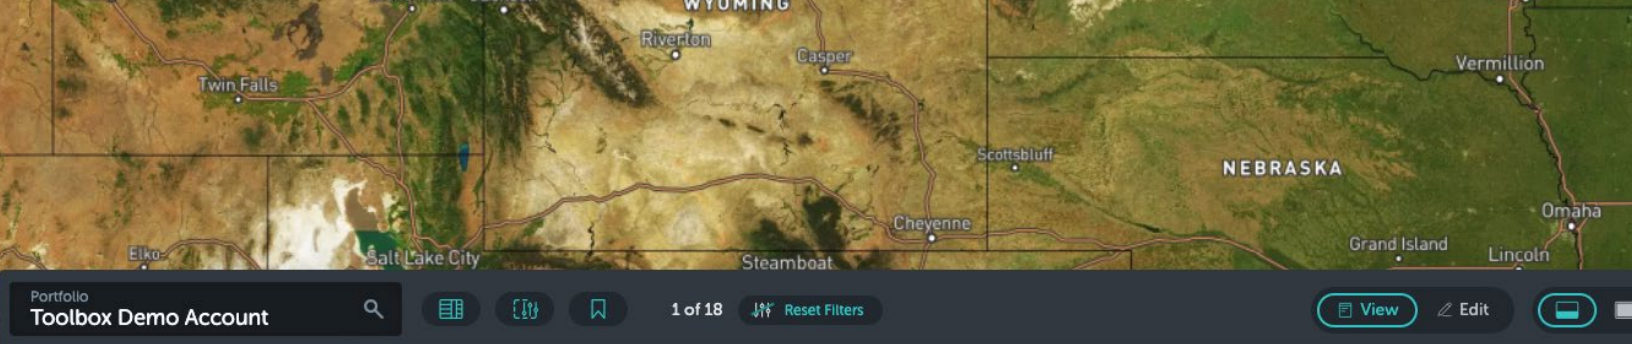 WYOMING
Riverton
Casper
Twin Falls
Vermillion
Scottsbluff
NEBRASKA
Omaha
Cheyenne
Grand Island
Elko
Salt Lake City
Steamboat
Lincoln
Portfolio
Toolbox Demo Account
1 of 18
Reset Filters
View
Edit